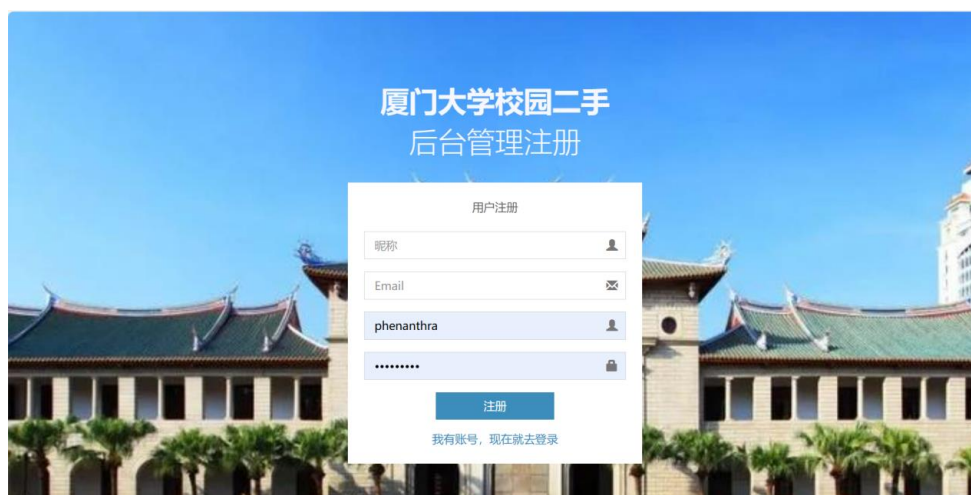 厦门大学校园二手
后台管理注册
用户注册
昵称
Email
phenanthra
•••••••••
注册
我有账号，现在就去登录